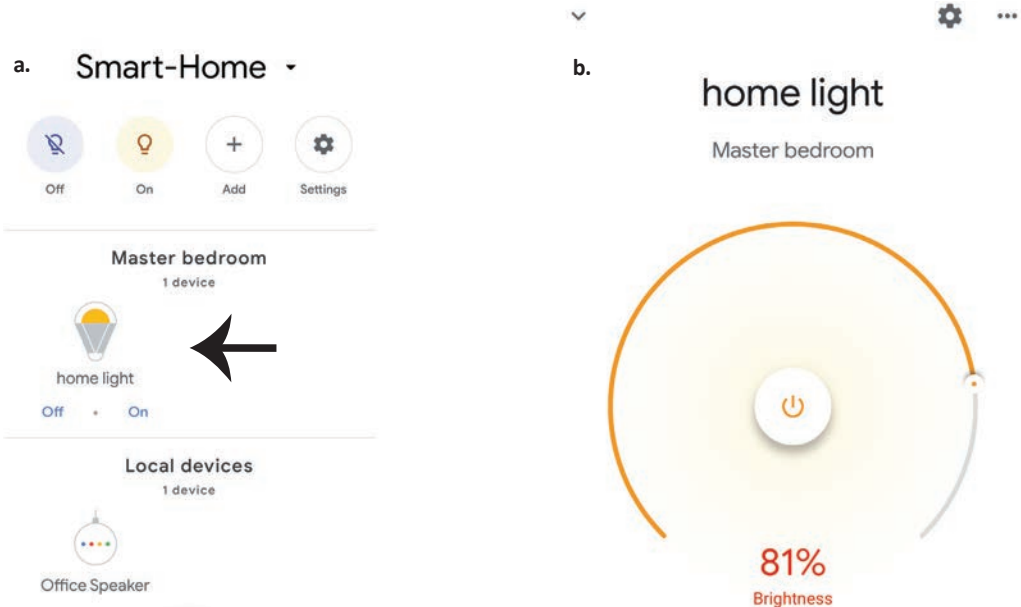 a.
Smart-Home
Off
On
Add
Settings
Master bedroom
1 device
home light
Off • On
Local devices
1 device
Office Speaker
b.
home light
Master bedroom
81%
Brightness